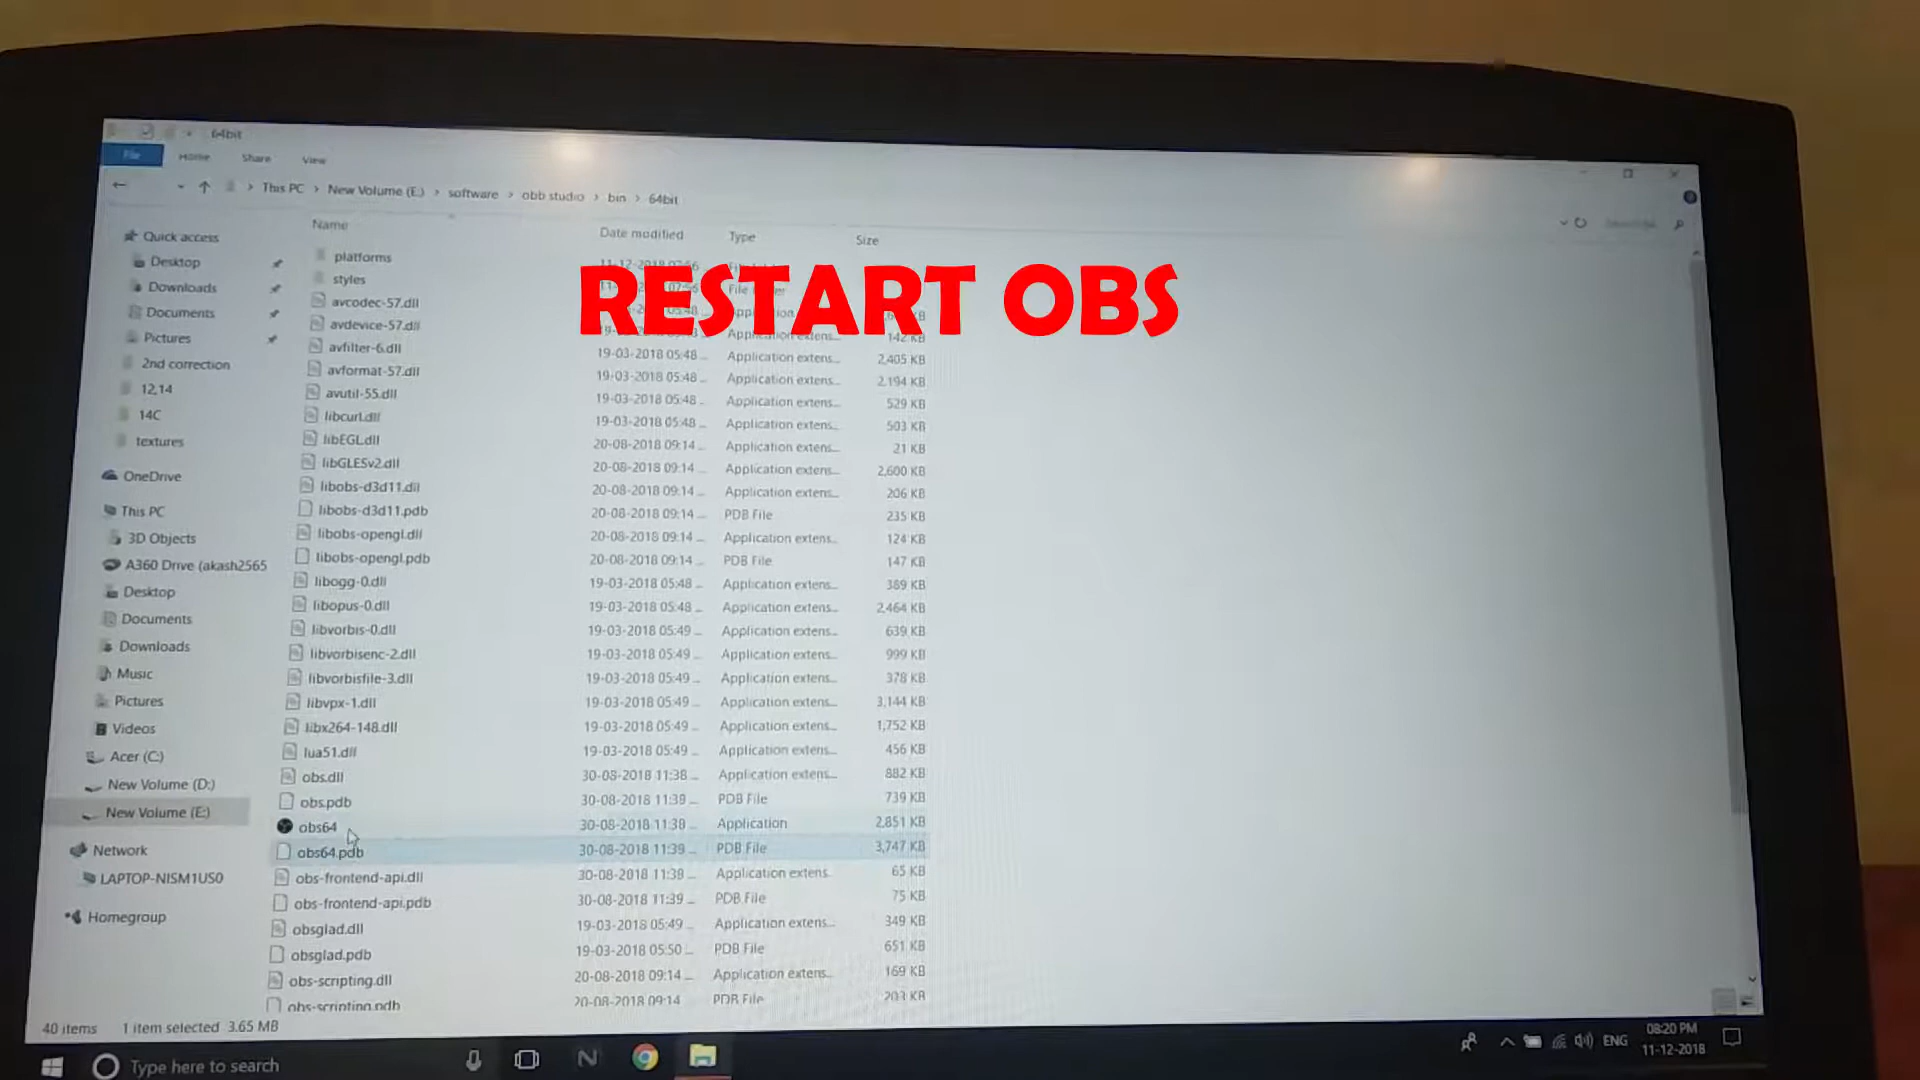 64bit
File Home Share View
This PC > New Volume (E:) > software > obb studio > bin > 64bit
Name Date modified Type Size
RESTART OBS
Quick access
Desktop
Downloads
Documents
Pictures
2nd correction
12,14
14C
textures
OneDrive
This PC
3D Objects
A360 Drive (akash2565
Desktop
Documents
Downloads
Music
Pictures
Videos
Acer (C:)
New Volume (D:)
New Volume (E:)
Network
LAPTOP-NISM1US0
Homegroup
platforms
styles
avcodec-57.dll
avdevice-57.dll 142 KB
avfilter-6.dll 19-03-2018 05:48 ... Application extens... 2,405 KB
avformat-57.dll 19-03-2018 05:48 ... Application extens... 2,194 KB
avutil-55.dll 19-03-2018 05:48 ... Application extens... 529 KB
libcurl.dll 19-03-2018 05:48 ... Application extens... 503 KB
libEGL.dll 20-08-2018 09:14 ... Application extens... 21 KB
libGLESv2.dll 20-08-2018 09:14 ... Application extens... 2,600 KB
libobs-d3d11.dll 20-08-2018 09:14 ... Application extens... 206 KB
libobs-d3d11.pdb 20-08-2018 09:14 ... PDB File 235 KB
libobs-opengl.dll 20-08-2018 09:14 ... Application extens... 124 KB
libobs-opengl.pdb 20-08-2018 09:14 ... PDB File 147 KB
libogg-0.dll 19-03-2018 05:48 ... Application extens... 389 KB
libopus-0.dll 19-03-2018 05:48 ... Application extens... 2,464 KB
libvorbis-0.dll 19-03-2018 05:49 ... Application extens... 639 KB
libvorbisenc-2.dll 19-03-2018 05:49 ... Application extens... 999 KB
libvorbisfile-3.dll 19-03-2018 05:49 ... Application extens... 378 KB
libvpx-1.dll 19-03-2018 05:49 ... Application extens... 3,144 KB
libx264-148.dll 19-03-2018 05:49 ... Application extens... 1,752 KB
lua51.dll 19-03-2018 05:49 ... Application extens... 456 KB
obs.dll 30-08-2018 11:38 ... Application extens... 882 KB
obs.pdb 30-08-2018 11:39 ... PDB File 739 KB
obs64 30-08-2018 11:38 ... Application 2,851 KB
obs64.pdb 30-08-2018 11:39 ... PDB File 3,747 KB
obs-frontend-api.dll 30-08-2018 11:38 ... Application extens. 65 KB
obs-frontend-api.pdb 30-08-2018 11:39 ... PDB File 75 KB
obsglad.dll 19-03-2018 05:49 ... Application extens... 349 KB
obsglad.pdb 19-03-2018 05:50 ... PDB File 651 KB
obs-scripting.dll 20-08-2018 09:14 ... Application extens... 169 KB
obs-scripting.pdb 20-08-2018 09:14 PDB File 203 KB
40 items 1 item selected 3.65 MB
Type here to search
ENG
08:20 PM
11-12-2018